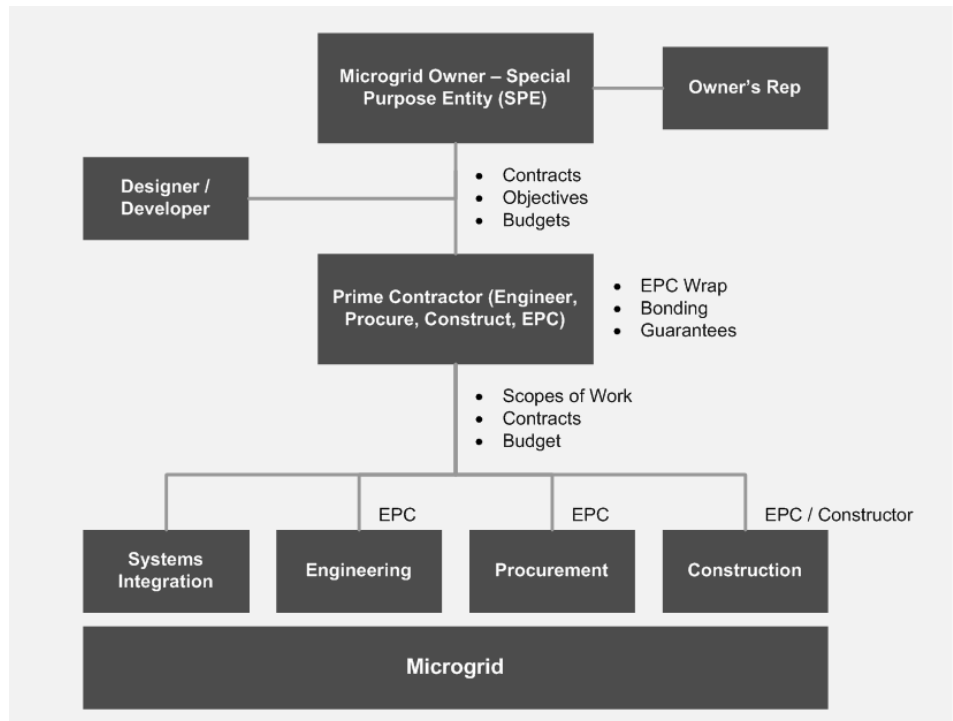 Microgrid Owner – Special
Purpose Entity (SPE)
Owner's Rep
Designer /
Developer
• Contracts
• Objectives
• Budgets
Prime Contractor (Engineer,
Procure, Construct, EPC)
• EPC Wrap
• Bonding
• Guarantees
• Scopes of Work
• Contracts
• Budget
EPC
EPC
EPC / Constructor
Systems
Integration
Engineering
Procurement
Construction
Microgrid